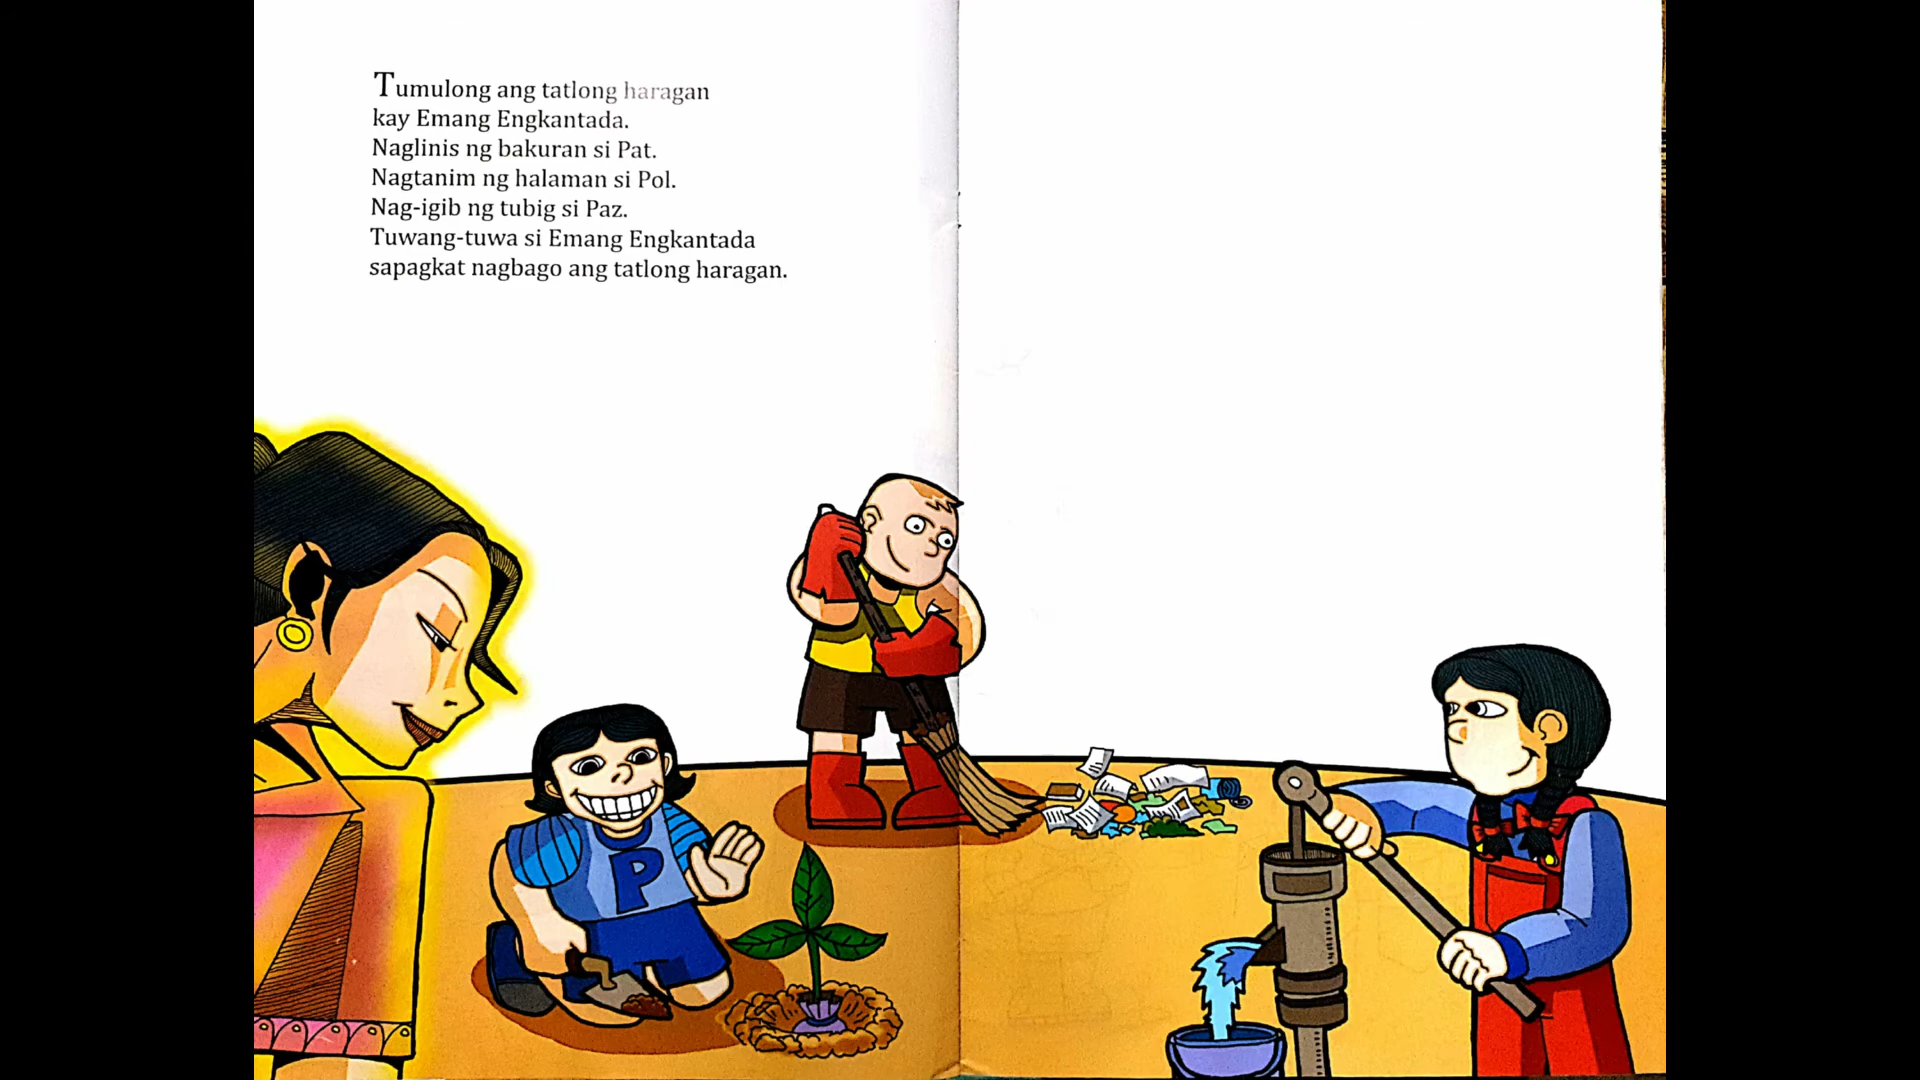 Tumulong ang tatlong haragan
kay Emang Engkantada.
Naglinis ng bakuran si Pat.
Nagtanim ng halaman si Pol.
Nag-igib ng tubig si Paz.
Tuwang-tuwa si Emang Engkantada
sapagkat nagbago ang tatlong haragan.
P